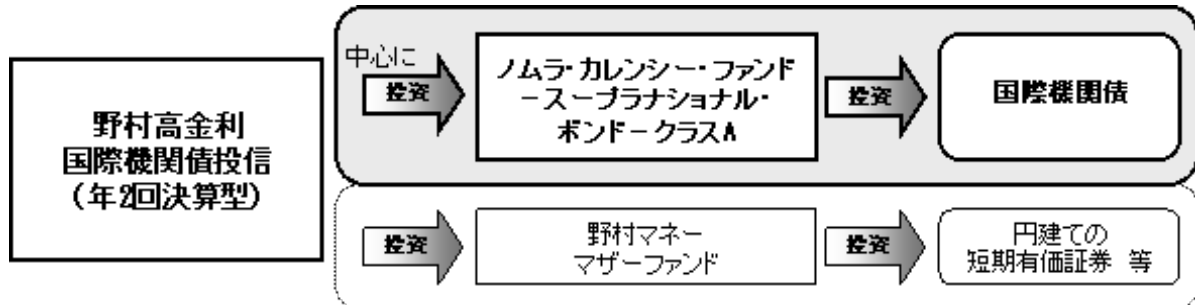 野村高金利
国際機関債投信
（年2回決算型）
中心に
投資
ノムラ・カレンシー・ファンド
－スープラナショナル・
ボンド－クラスA
投資
国際機関債
投資
野村マネー
マザーファンド
投資
円建ての
短期有価証券 等